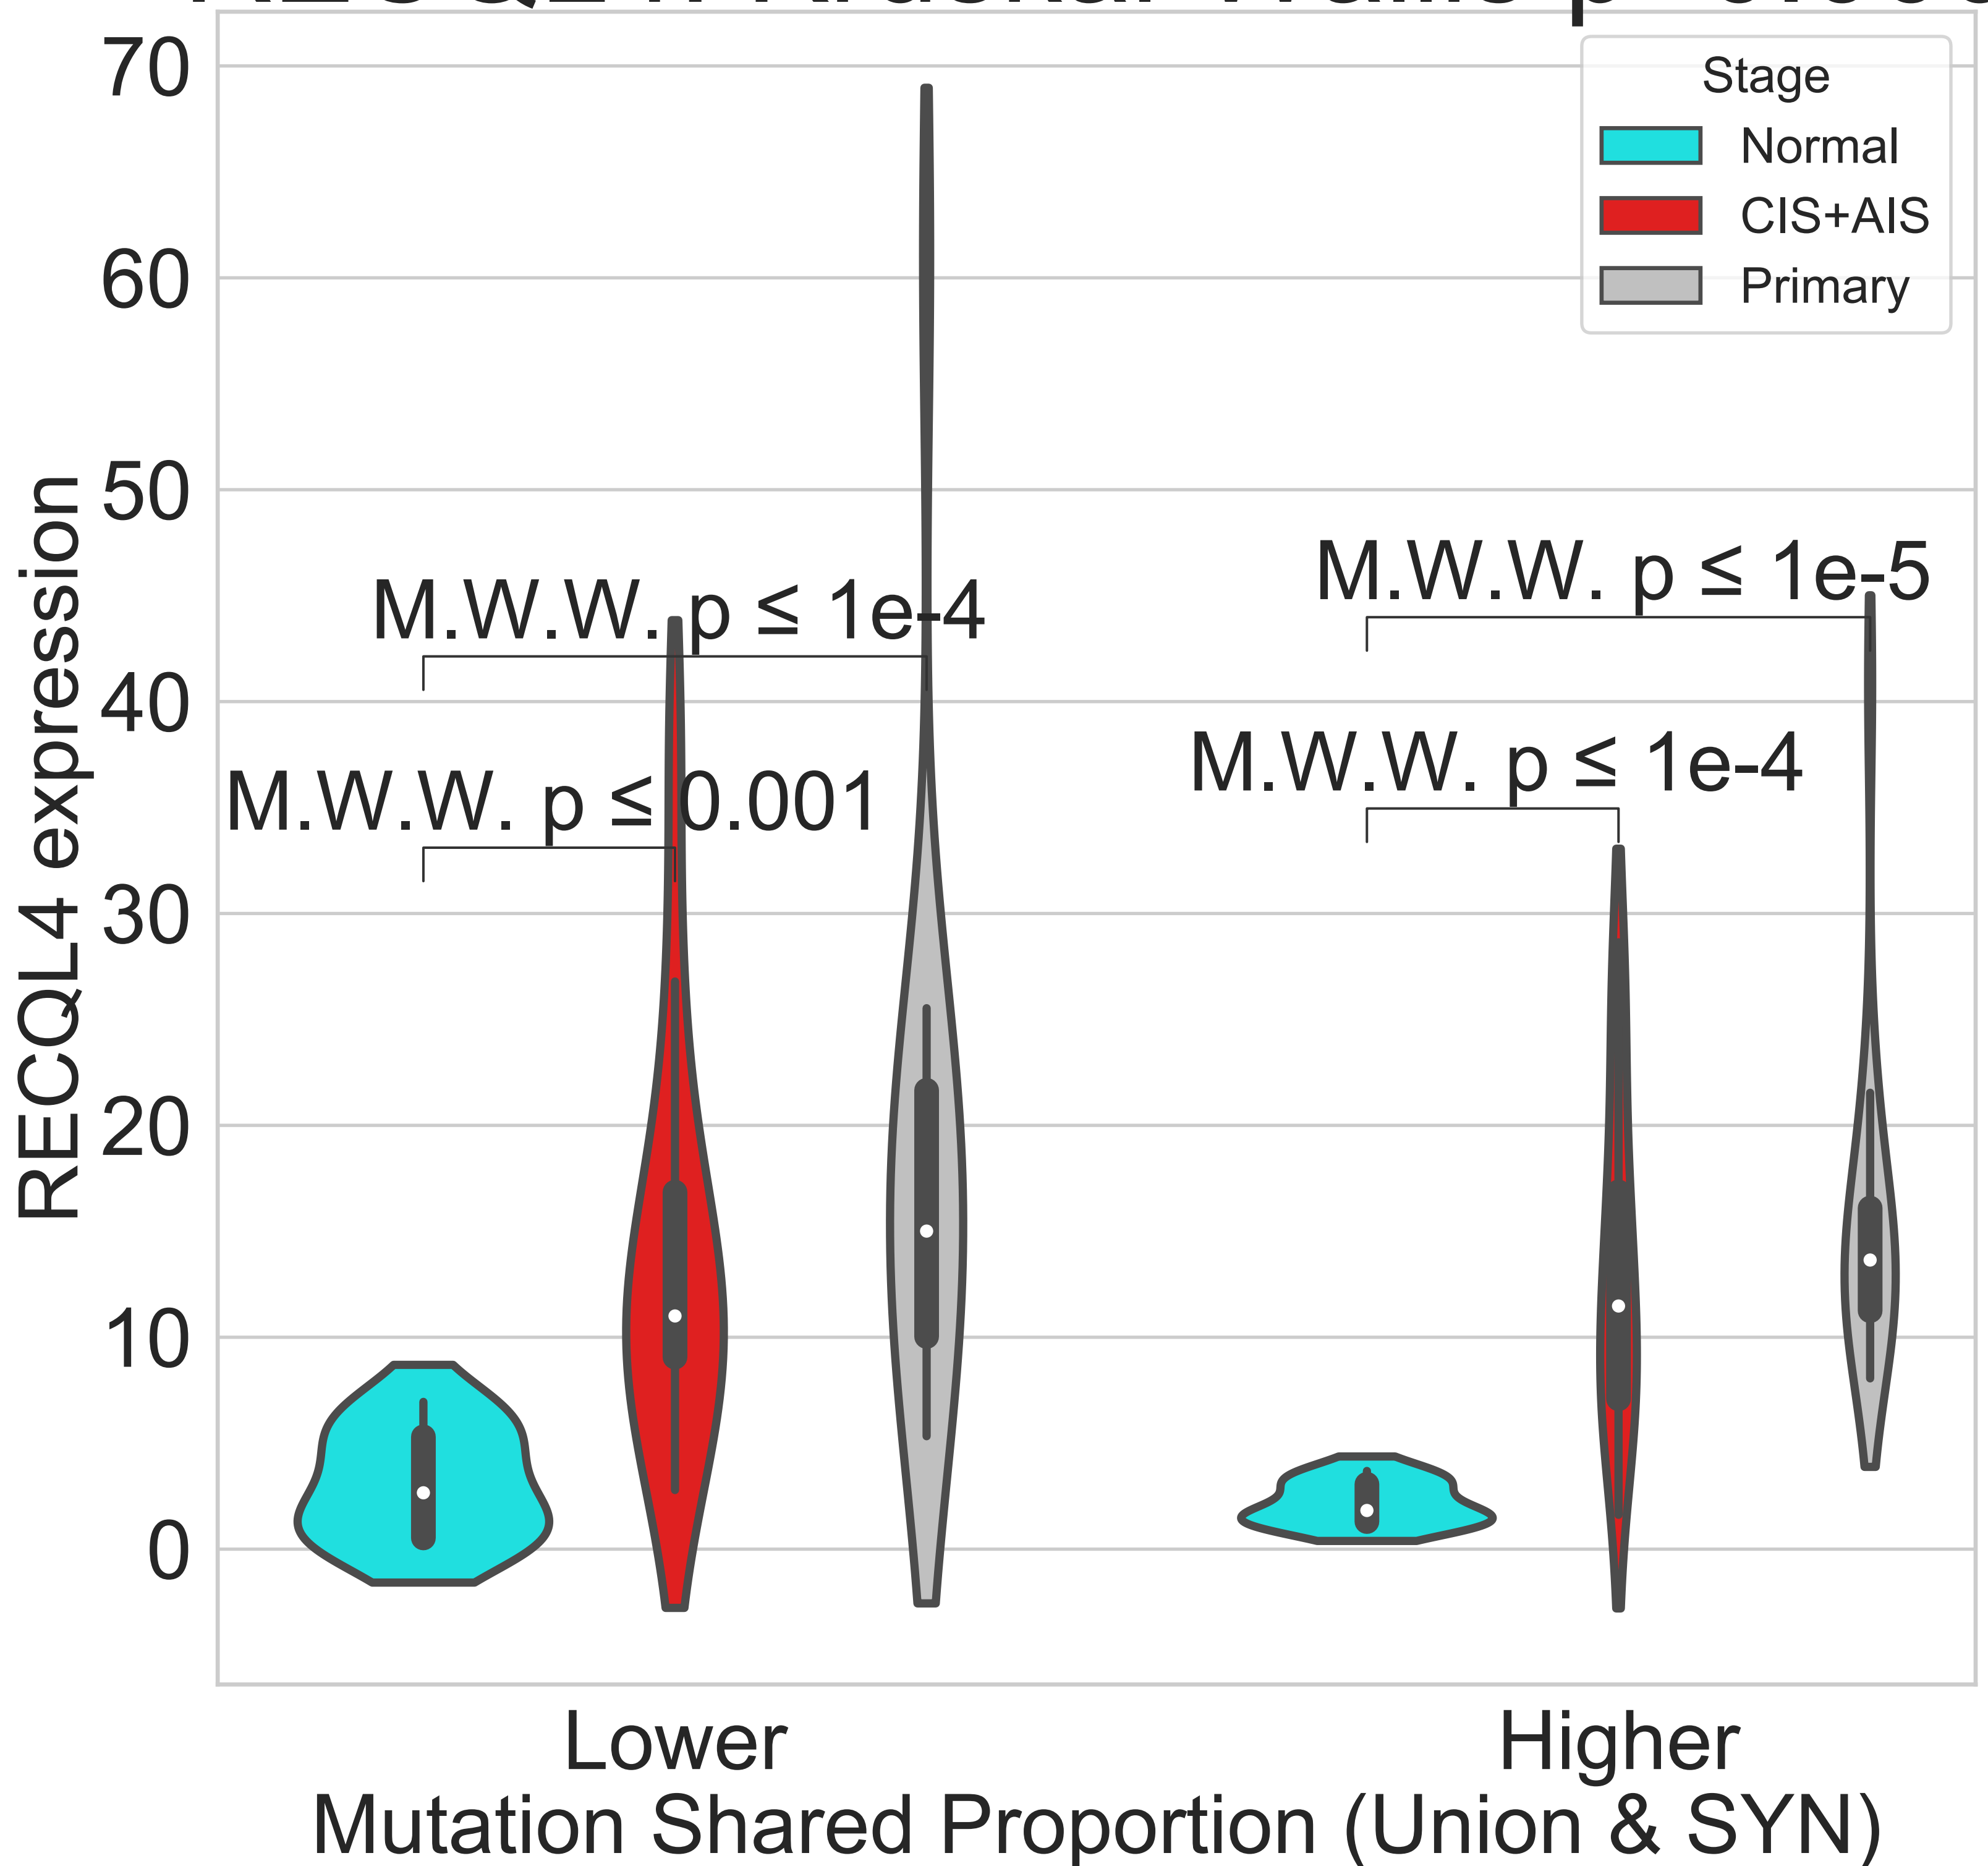 70
60
50
40
30
20
10
0
RECQL4 expression
Stage
Normal
CIS+AIS
Primary
M.W.W. p ≤ 1e-5
M.W.W. p ≤ 1e-4
M.W.W. p ≤ 1e-4
M.W.W. p ≤ 0.001
Lower
Higher
Mutation Shared Proportion (Union & SYN)